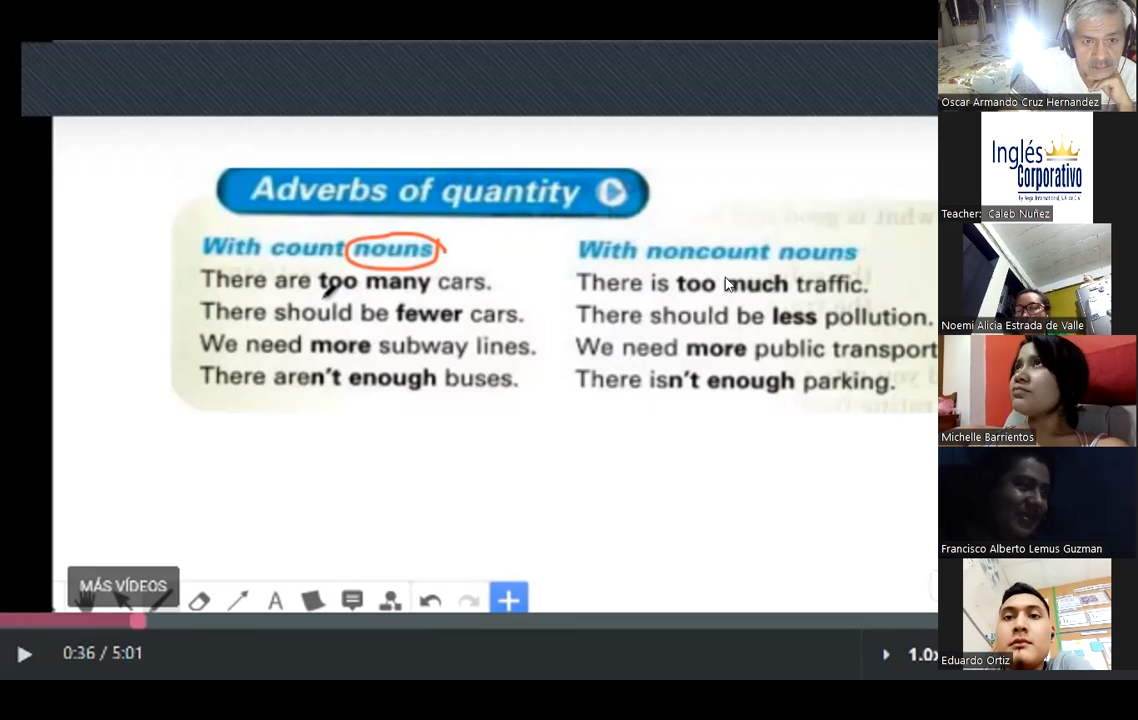 Adverbs of quantity
With count nouns
There are too many cars.
There should be fewer cars.
We need more subway lines.
There aren't enough buses.
With noncount nouns
There is too much traffic.
There should be less pollution.
We need more public transport
There isn't enough parking.
MÁS VÍDEOS
A
0:36 / 5:01
1.0x
Oscar Armando Cruz Hernandez
Inglés
Corporativo
Teacher: Caleb Nuñez
Noemi Alicia Estrada de Valle
Michelle Barrientos
Francisco Alberto Lemus Guzman
Eduardo Ortiz